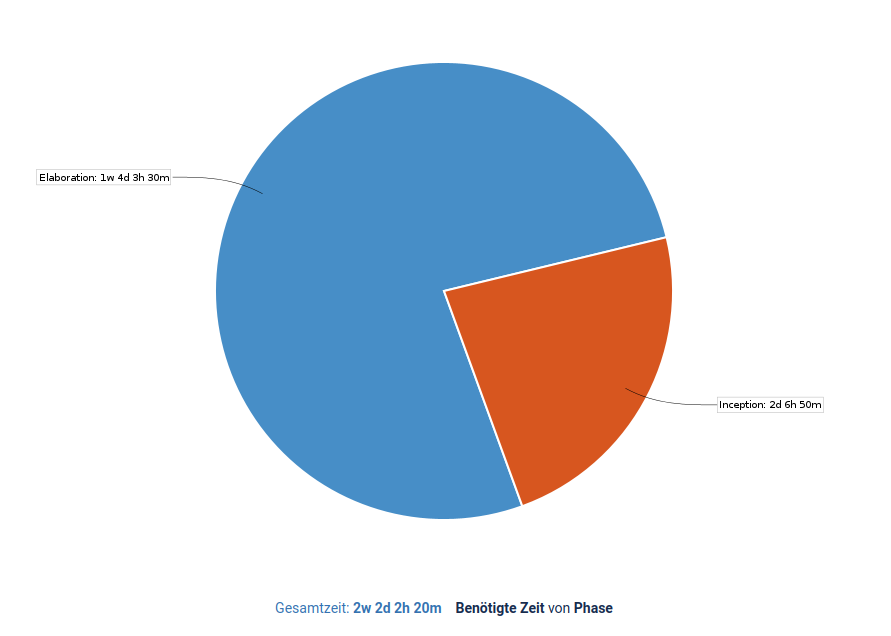 Elaboration: 1w 4d 3h 30m
Inception: 2d 6h 50m
Gesamtzeit: 2w 2d 2h 20m Benötigte Zeit von Phase